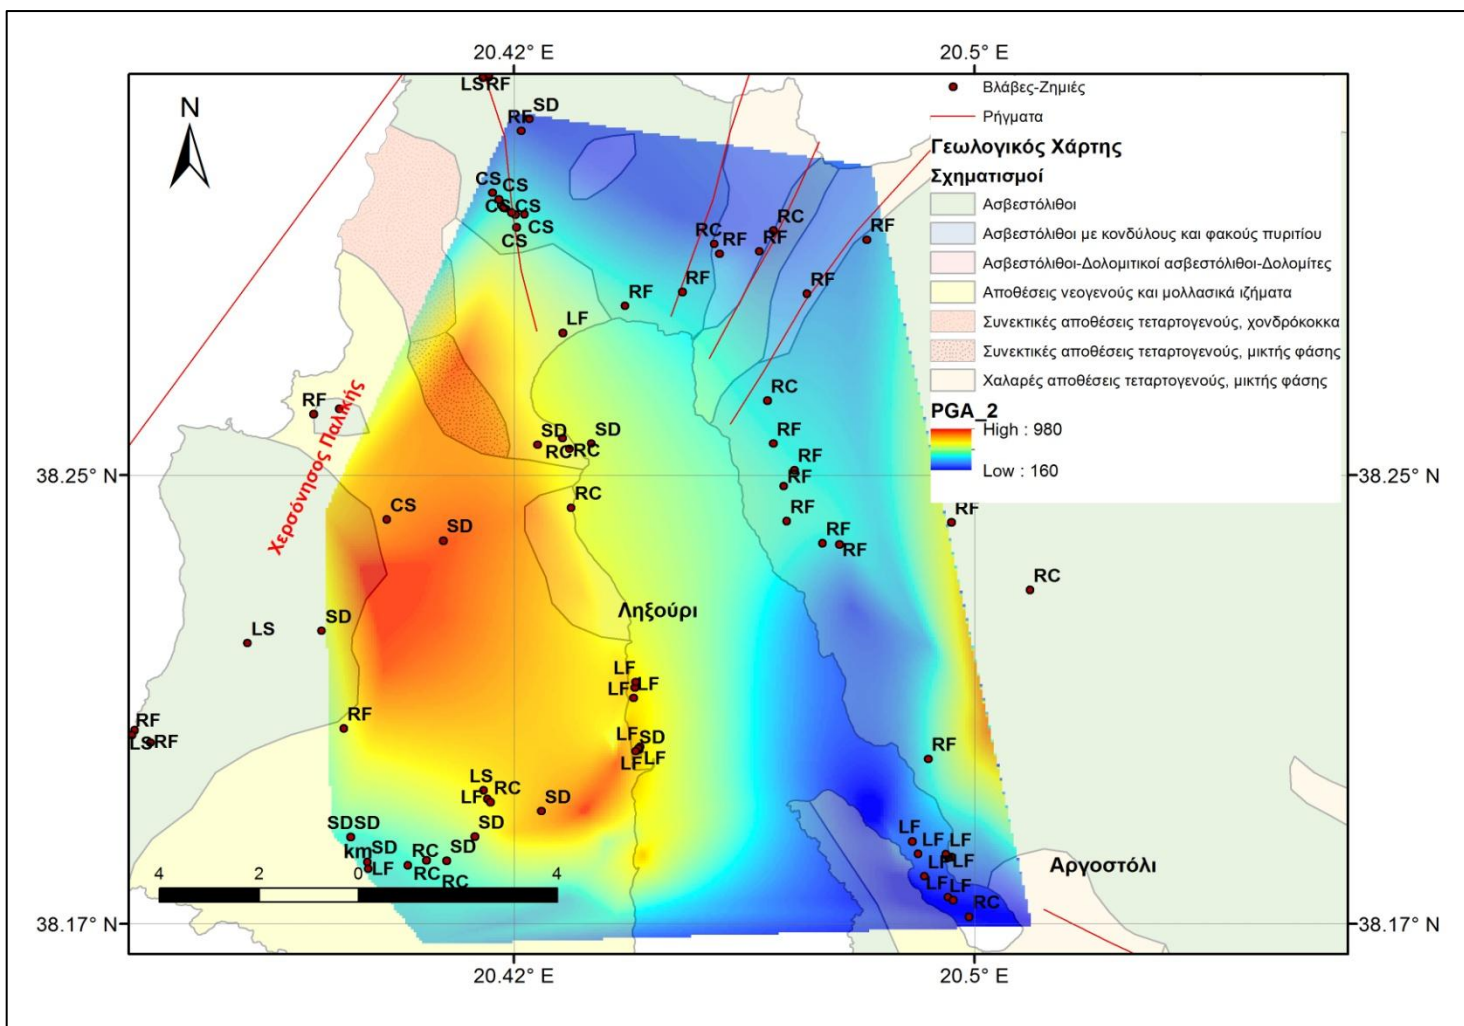 20.42° E
20.5° E
N
LS RF
RF SD
CS CS
CS CS
CS
CS
RC
RC
RF
RF
RF
RF
RF
RF
LF
RC
RF
SD
RC
RC
SD
RF
RF
RC
RF
CS
SD
RF
RF
RF
RF
RC
Χερσόνησος Παλικής
Ληξούρι
LS
SD
LF
LF
LF
RF
LS
RF
RF
LF
SD
LF
LF
RF
LS
RC
LF
SD
SD
SD SD
km SD
LF
RC
SD
RC
RC
4
2
0
4
LF
LF
LF
LF
LF
LF
LF
RC
Αργοστόλι
Βλάβες-Ζημιές
Ρήγματα
Γεωλογικός Χάρτης
Σχηματισμοί
Ασβεστόλιθοι
Ασβεστόλιθοι με κονδύλους και φακούς πυριτίου
Ασβεστόλιθοι-Δολομιτικοί ασβεστόλιθοι-Δολομίτες
Αποθέσεις νεογενούς και μολλασικά ιζήματα
Συνεκτικές αποθέσεις τεταρτογενούς, χονδρόκοκκα
Συνεκτικές αποθέσεις τεταρτογενούς, μικτής φάσης
Χαλαρές αποθέσεις τεταρτογενούς, μικτής φάσης
PGA_2
High : 980
Low : 160
38.25° N
38.25° N
38.17° N
38.17° N
20.42° E
20.5° E